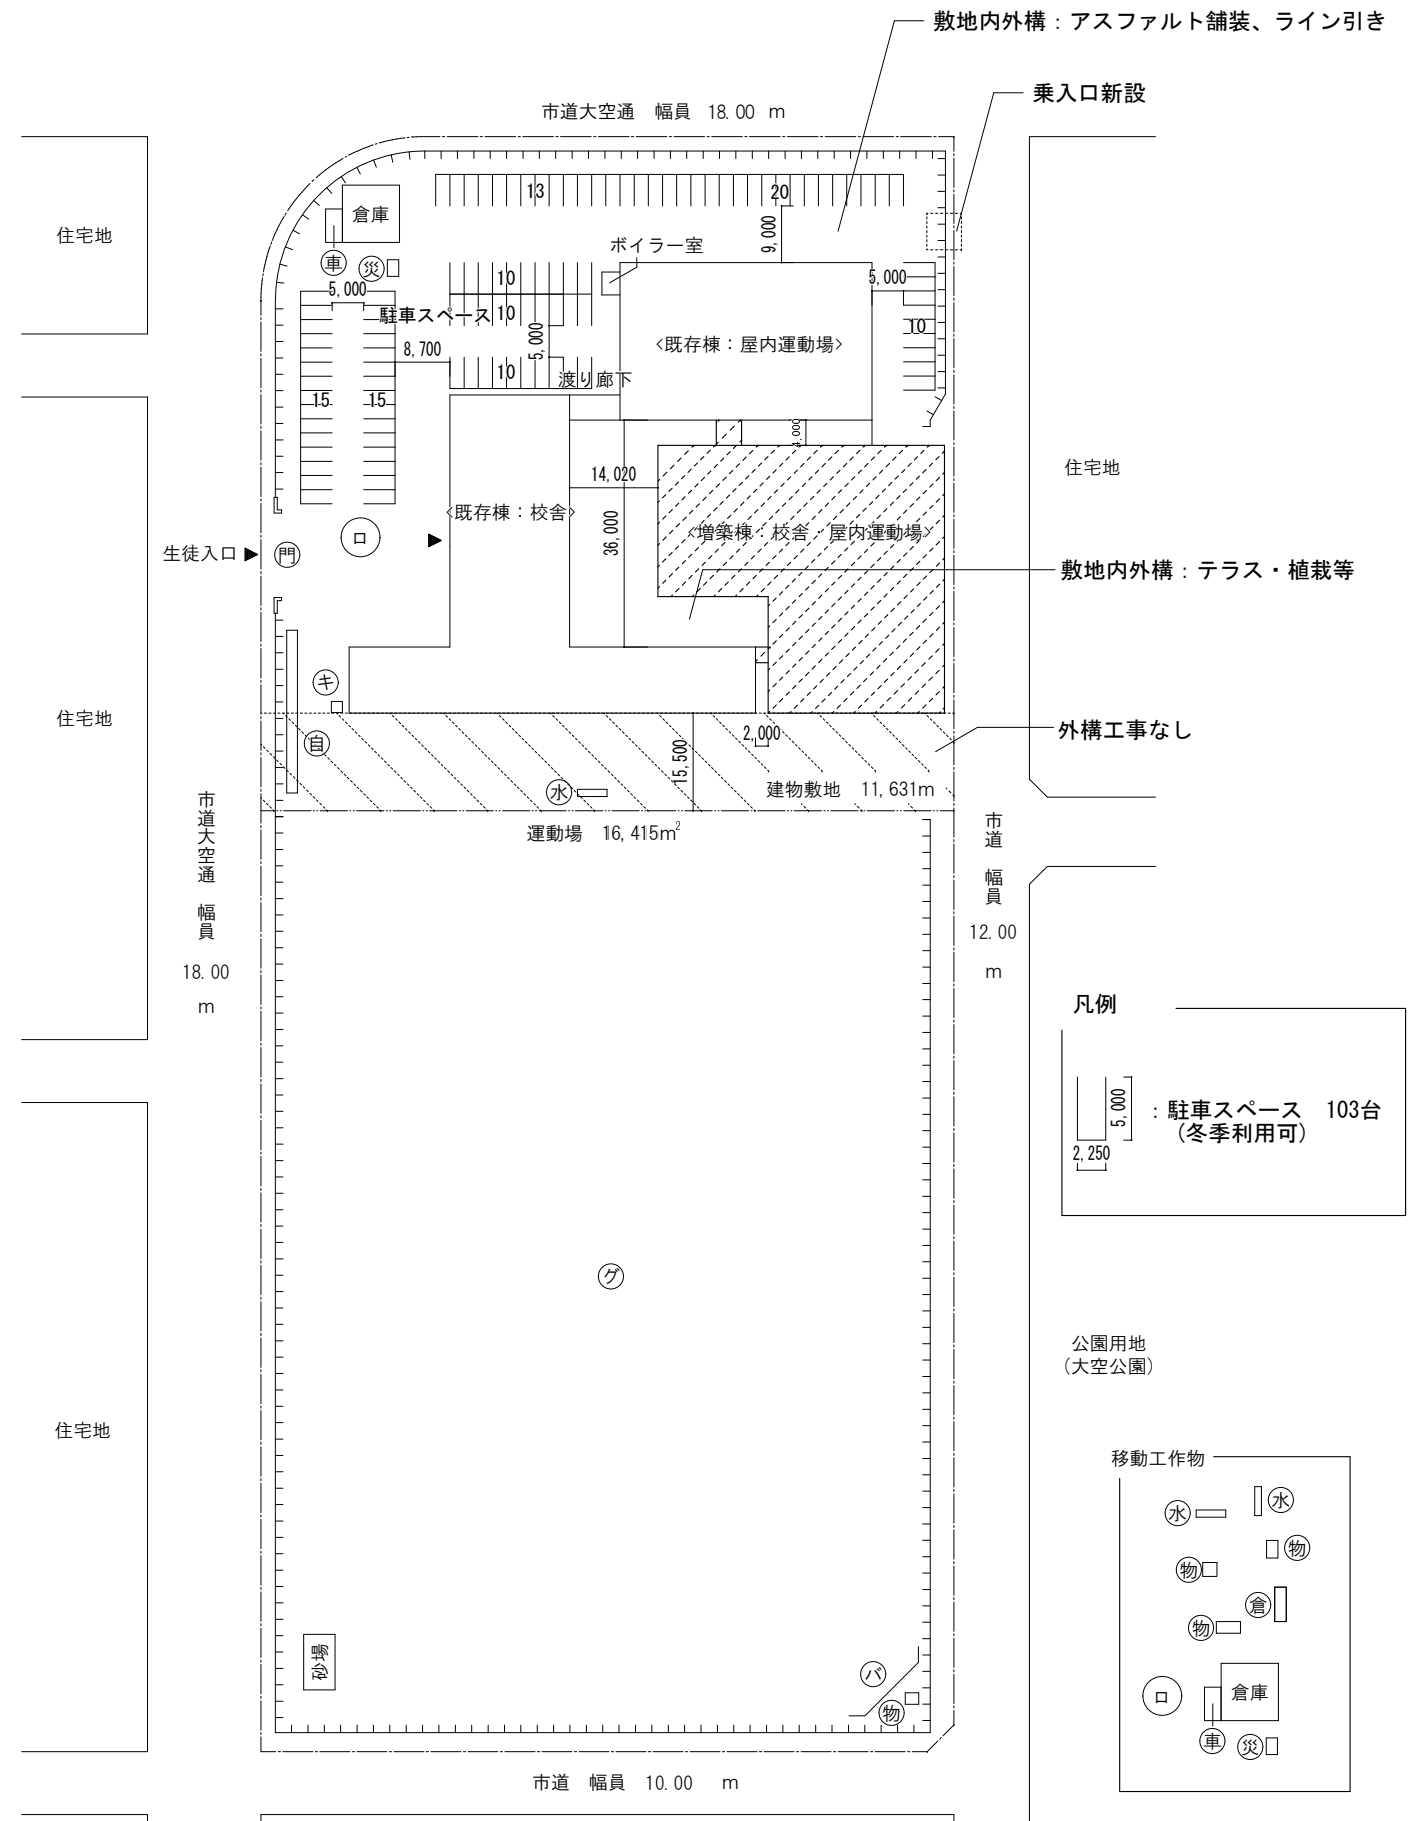 敷地内外構：アスファルト舗装、ライン引き
乗入口新設
市道大空通　幅員 18.00 m
住宅地
倉庫
車
災
13
20
9,000
ボイラー室
5,000
10
10
駐車スペース
5,000
10
8,700
15
15
渡り廊下
<既存棟：屋内運動場>
5,000
10
4,000
住宅地
14,020
36,000
<既存棟：校舎>
<増築棟：校舎・屋内運動場>
生徒入口
門
ロ
敷地内外構：テラス・植栽等
キ
自
住宅地
外構工事なし
2,000
15,500
水
建物敷地　11,631m
運動場　16,415m²
市道大空通　幅員　18.00　m
市道　幅員　12.00　m
凡例
5,000
2,250
：駐車スペース　103台
（冬季利用可）
グ
公園用地
（大空公園）
住宅地
移動工作物
水
水
物
物
倉
物
ロ
倉庫
車
災
砂場
バ
物
市道　幅員　10.00　m